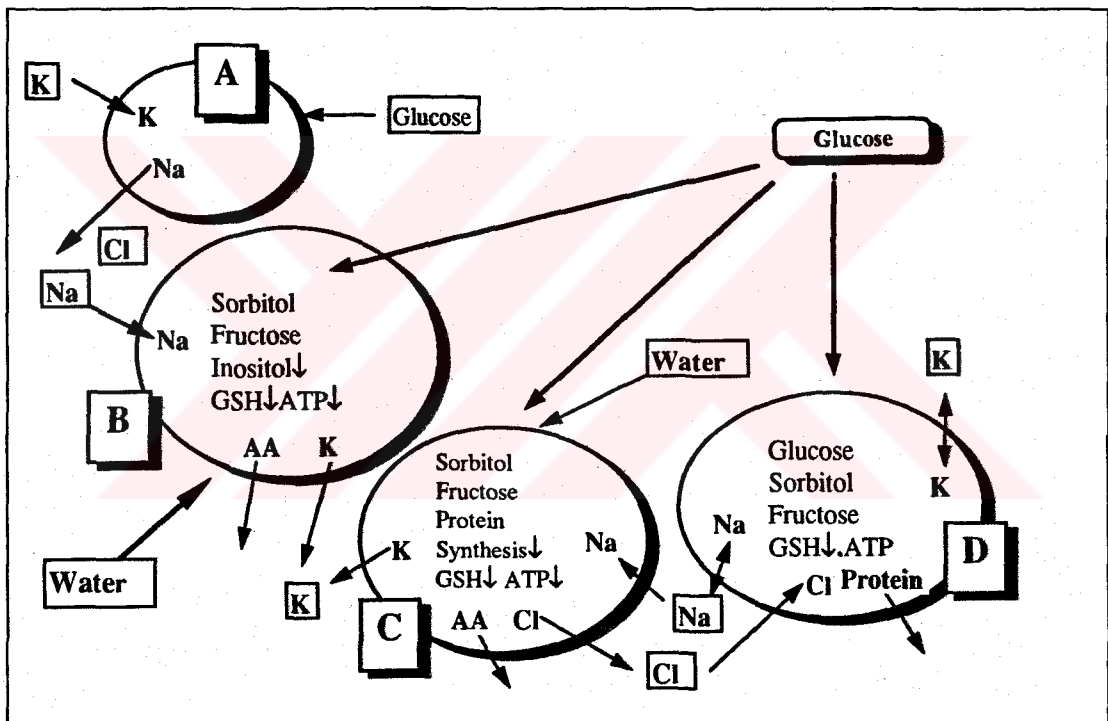 A
K
K
Na
Glucose
Cl
Na
Glucose
Na
Sorbitol
Fructose
Inositol↓
GSH↓ATP↓
B
AA K
Water
K
Water
Sorbitol
Fructose
Protein
Synthesis↓
GSH↓ ATP↓
K
Na
C
AA Cl
Na
Cl
K
Glucose
Sorbitol
Fructose
GSH↓.ATP
K
Na
Cl Protein
D